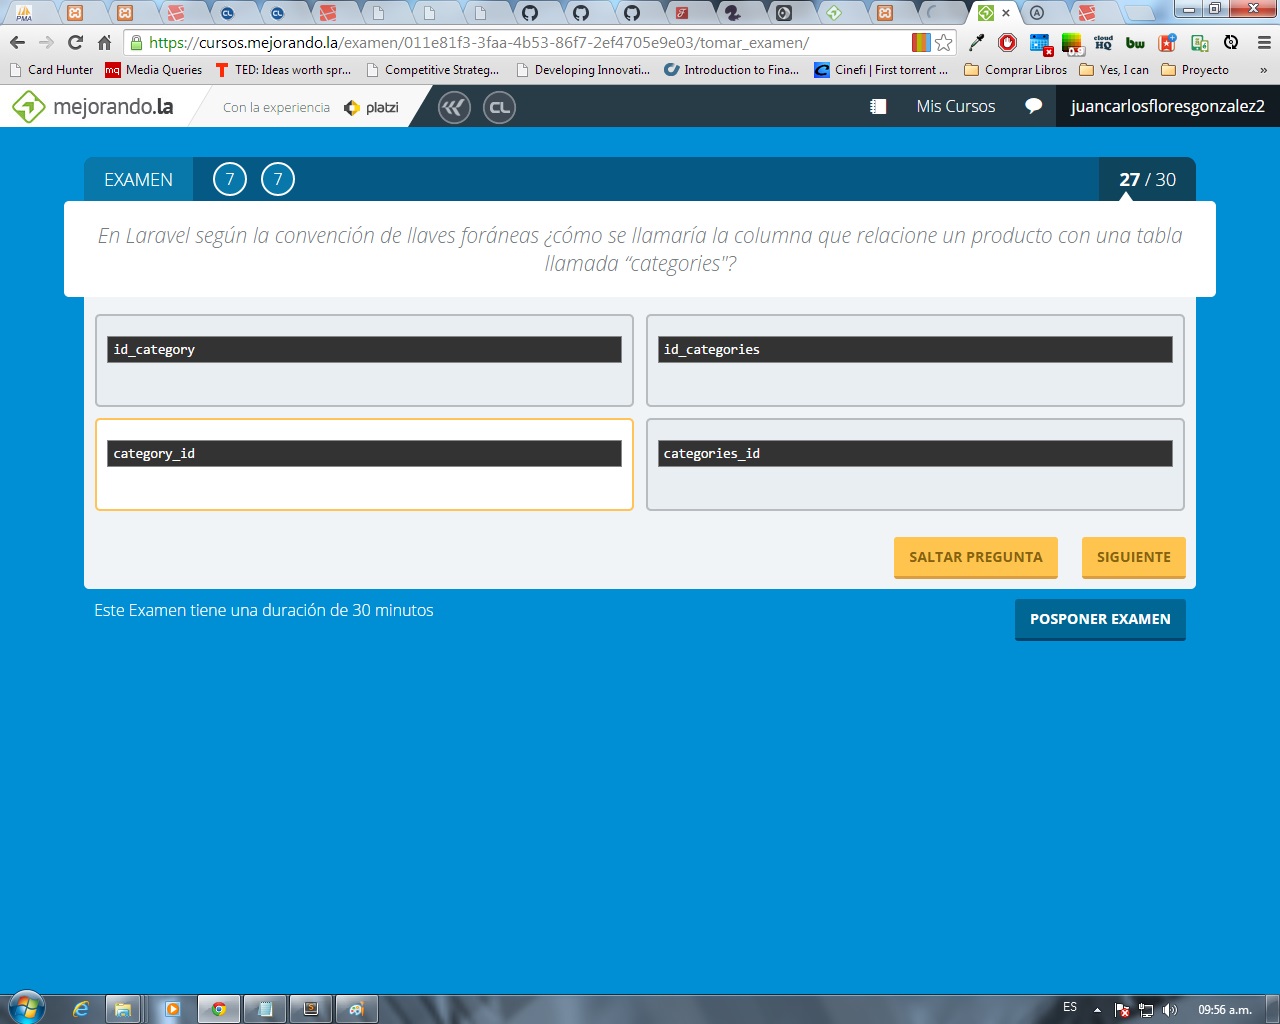 https://cursos.mejorando.la/examen/011e81f3-3faa-4b53-86f7-2ef4705e9e03/tomar_examen/
Card Hunter
mq Media Queries
TED: Ideas worth spr...
Competitive Strateg...
Developing Innovati...
Introduction to Fina...
Cinefi | First torrent ...
Comprar Libros
Yes, I can
Proyecto
»
mejorando.la
Con la experiencia
platzi
CL
Mis Cursos
juancarlosfloresgonzalez2
EXAMEN
7
7
27 / 30
En Laravel según la convención de llaves foráneas ¿cómo se llamaría la columna que relacione un producto con una tabla
llamada “categories"?
id_category
id_categories
category_id
categories_id
SALTAR PREGUNTA
SIGUIENTE
Este Examen tiene una duración de 30 minutos
POSPONER EXAMEN
ES
09:56 a.m.